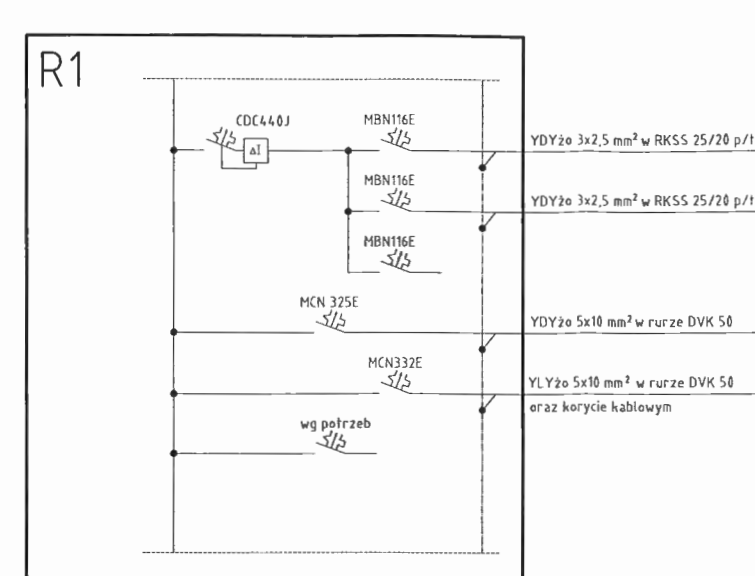 R1
CDC440J
ΔI
MBN116E
YDYżo 3x2,5 mm² w RKSS 25/20 p/t
MBN116E
YDYżo 3x2,5 mm² w RKSS 25/20 p/t
MBN116E
MCN 325E
YDYżo 5x10 mm² w rurze DVK 50
MCN332E
YLYżo 5x10 mm² w rurze DVK 50
oraz korycie kablowym
wg potrzeb